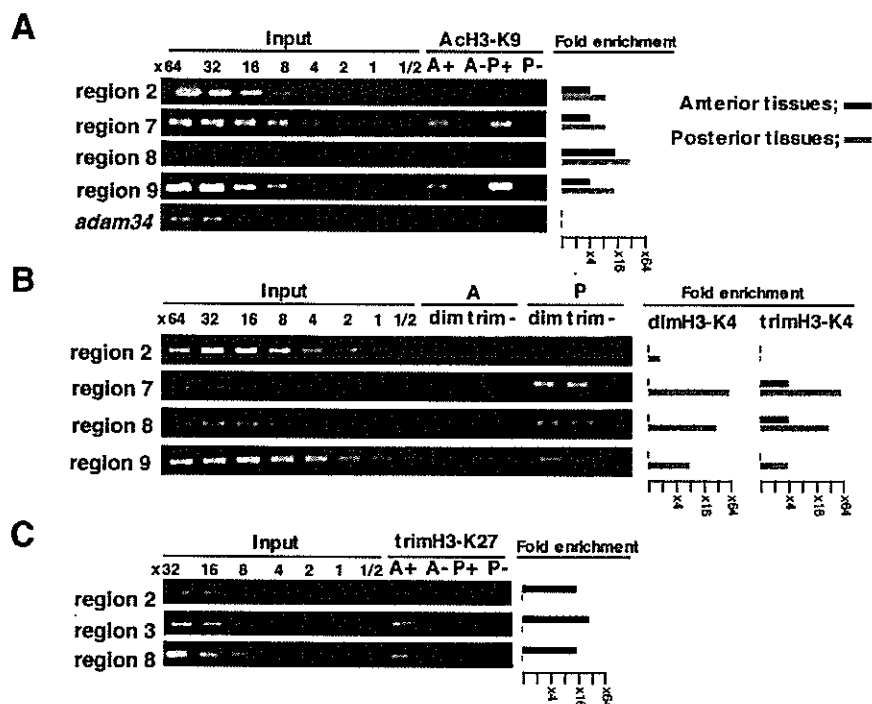 A
Input AcH3-K9 Fold enrichment
x64 32 16 8 4 2 1 1/2 A+ A- P+ P-
region 2
region 7
region 8
region 9
adam34
x4 x16 x64
Anterior tissues;
Posterior tissues;
B
Input A P Fold enrichment
x64 32 16 8 4 2 1 1/2 dim trim - dim trim - dimH3-K4 trimH3-K4
region 2
region 7
region 8
region 9
x4 x16 x64 x4 x16 x64
C
Input trimH3-K27 Fold enrichment
x32 16 8 4 2 1 1/2 A+ A- P+ P-
region 2
region 3
region 8
x4 x16 x64